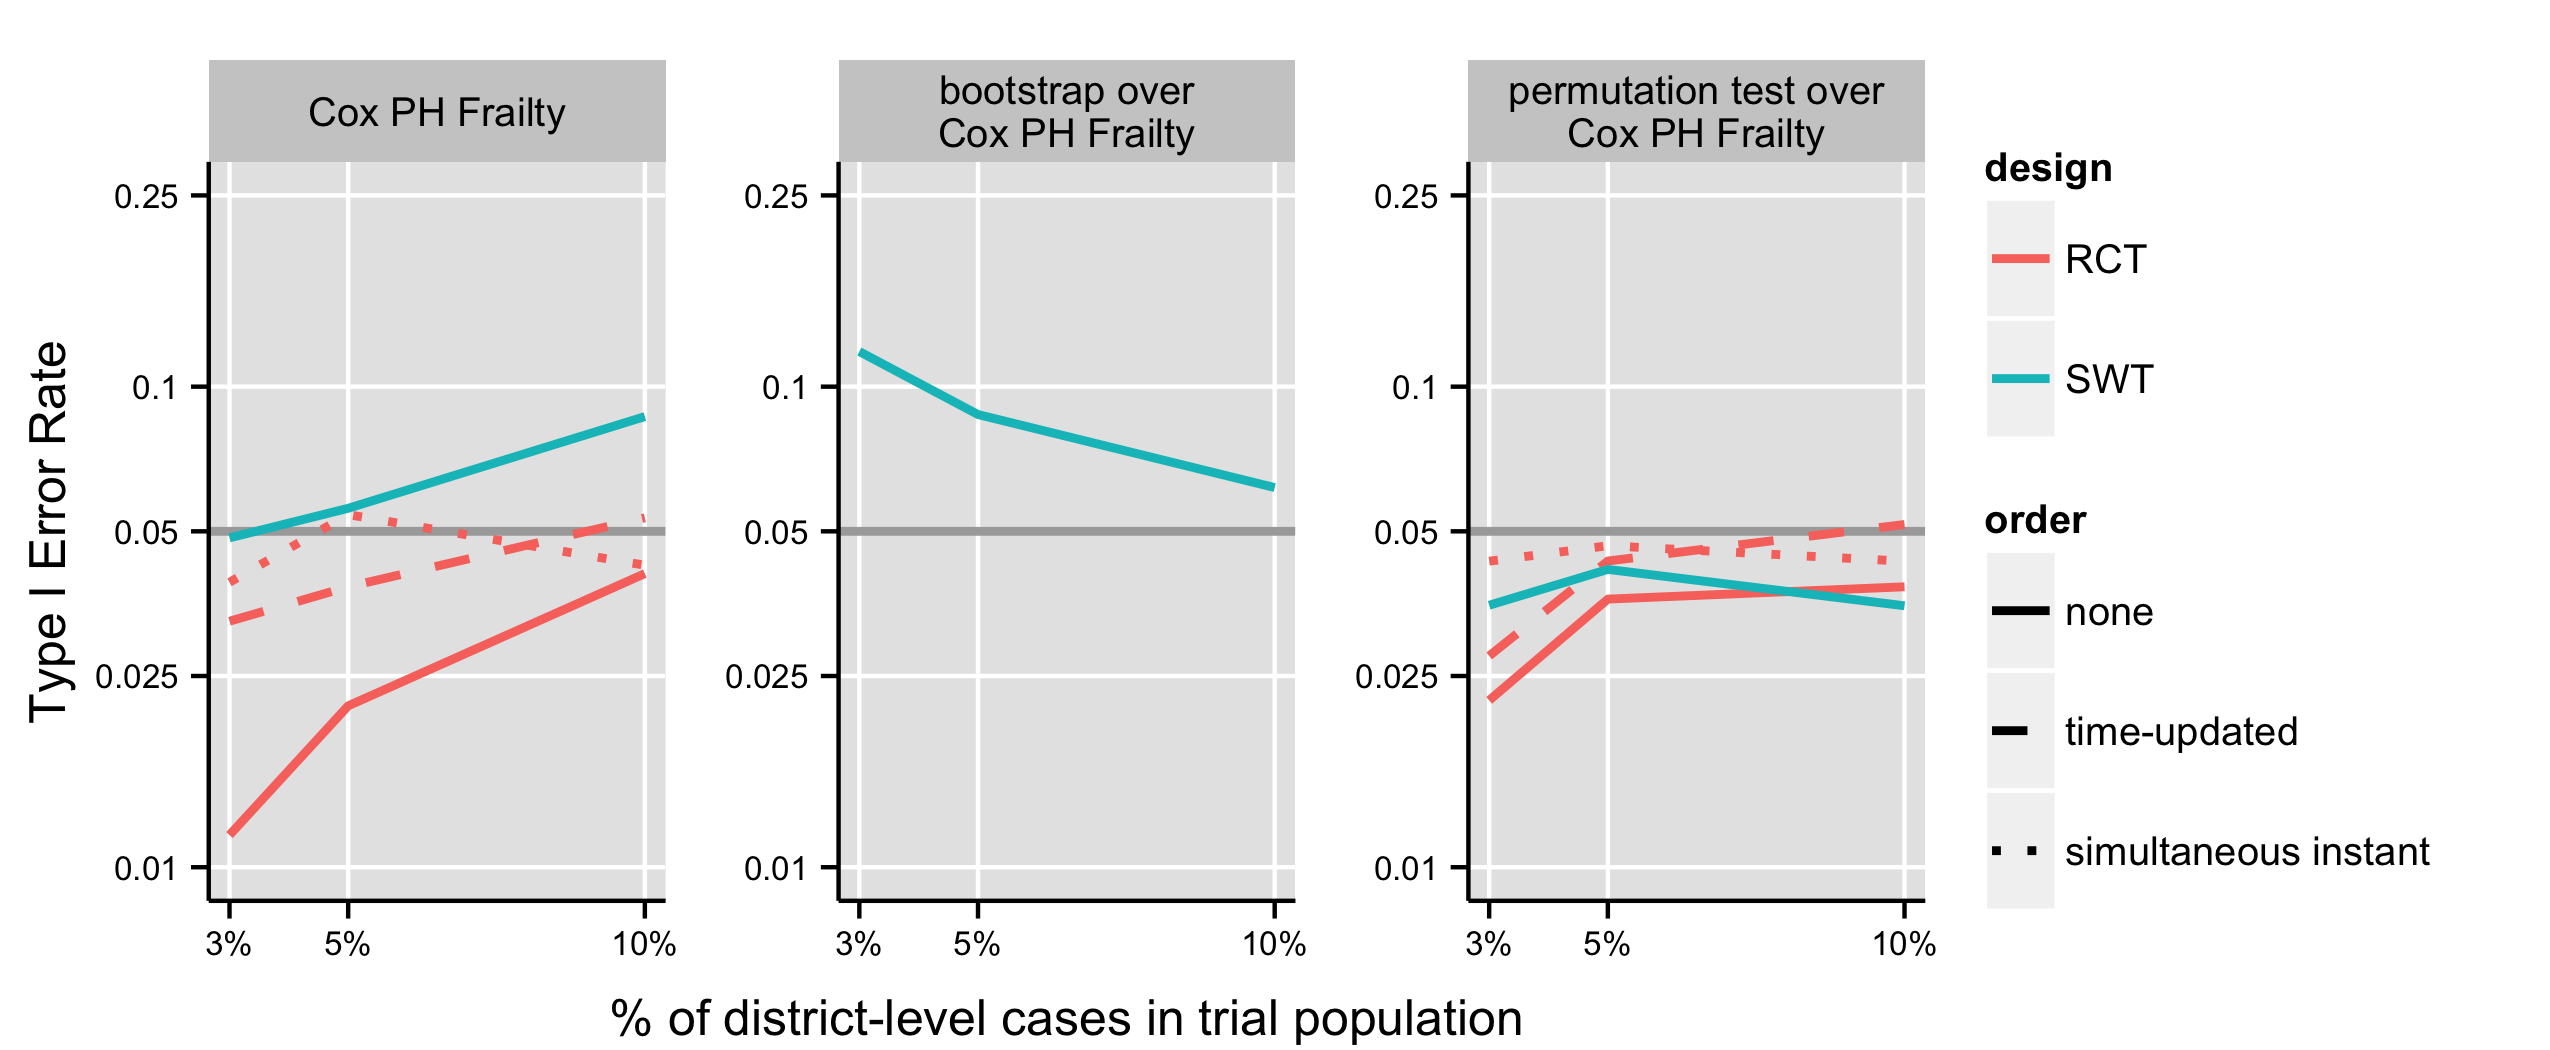 Cox PH Frailty
bootstrap over
Cox PH Frailty
permutation test over
Cox PH Frailty
Type I Error Rate
0.25
0.1
0.05
0.025
0.01
3%
5%
10%
0.25
0.1
0.05
0.025
0.01
3%
5%
10%
0.25
0.1
0.05
0.025
0.01
3%
5%
10%
% of district-level cases in trial population
design
RCT
SWT
order
none
time-updated
simultaneous instant